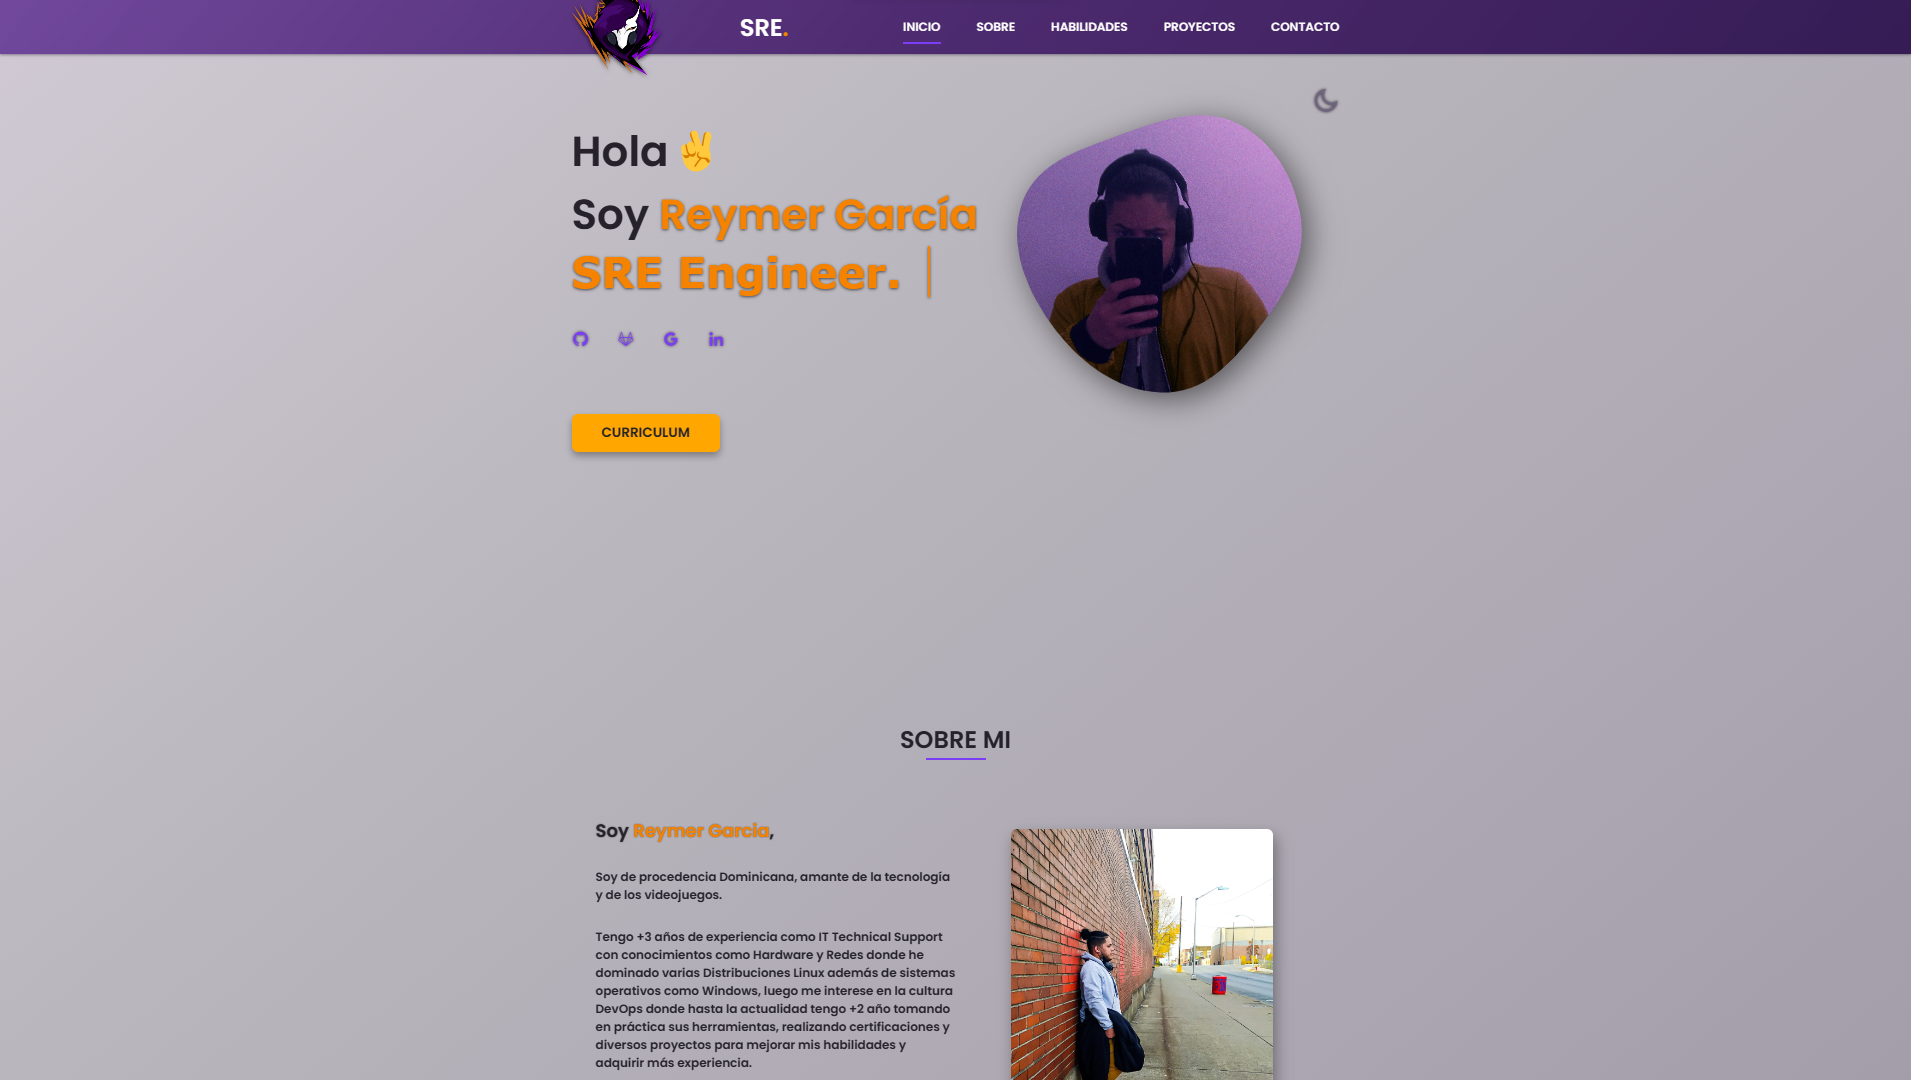 SRE.
INICIO SOBRE HABILIDADES PROYECTOS CONTACTO
Hola
Soy Reymer García
SRE Engineer.
CURRICULUM
SOBRE MI
Soy Reymer Garcia,
Soy de procedencia Dominicana, amante de la tecnología
y de los videojuegos.
Tengo +3 años de experiencia como IT Technical Support
con conocimientos como Hardware y Redes donde he
dominado varias Distribuciones Linux además de sistemas
operativos como Windows, luego me interese en la cultura
DevOps donde hasta la actualidad tengo +2 año tomando
en práctica sus herramientas, realizando certificaciones y
diversos proyectos para mejorar mis habilidades y
adquirir más experiencia.